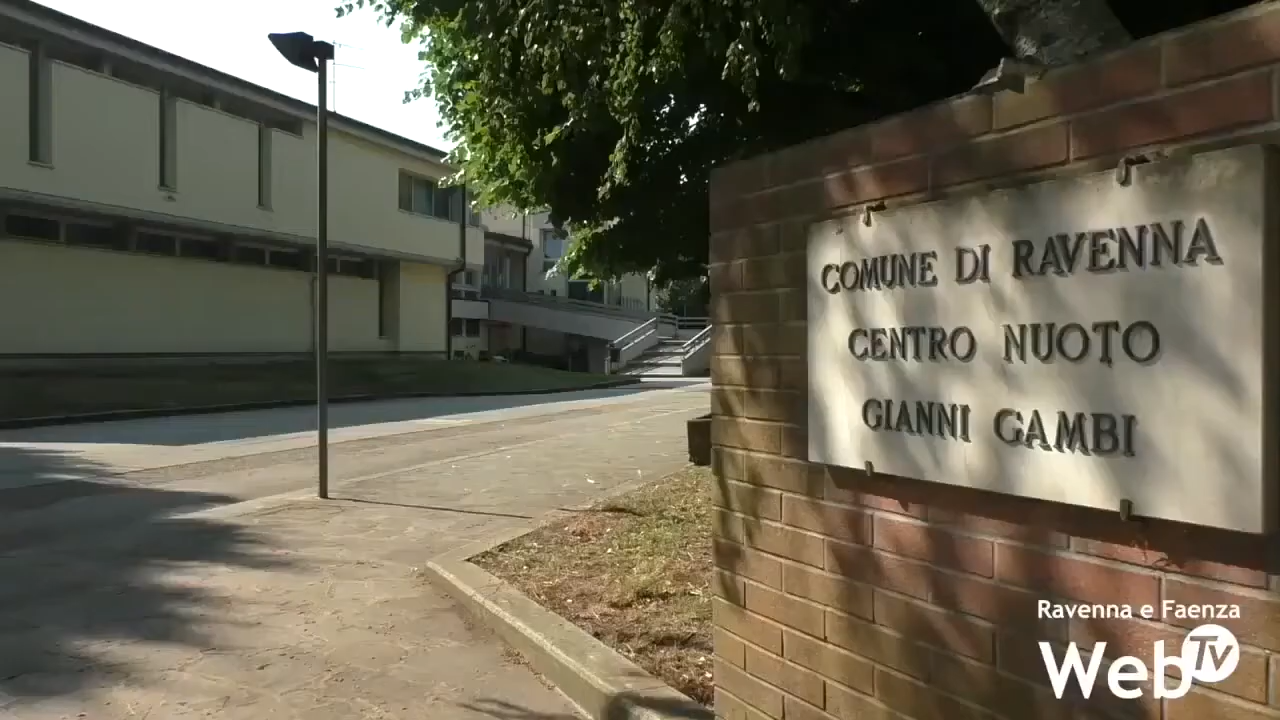 COMUNE DI RAVENNA
CENTRO NUOTO
GIANNI GAMBI
Ravenna e Faenza
WebTV